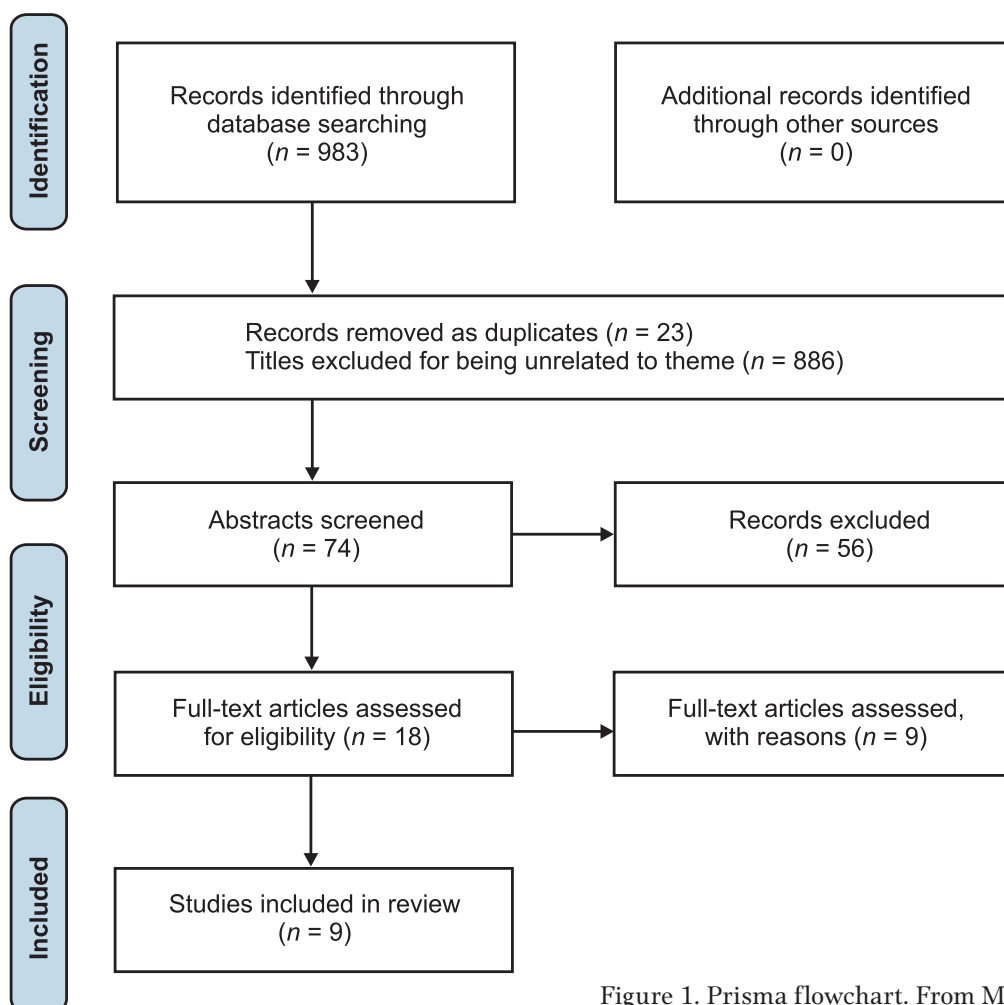 Identification
Records identified through
database searching
(n = 983)
Additional records identified
through other sources
(n = 0)
Screening
Records removed as duplicates (n = 23)
Titles excluded for being unrelated to theme (n = 886)
Abstracts screened
(n = 74)
Records excluded
(n = 56)
Eligibility
Full-text articles assessed
for eligibility (n = 18)
Full-text articles assessed,
with reasons (n = 9)
Included
Studies included in review
(n = 9)
Figure 1. Prisma flowchart. From M